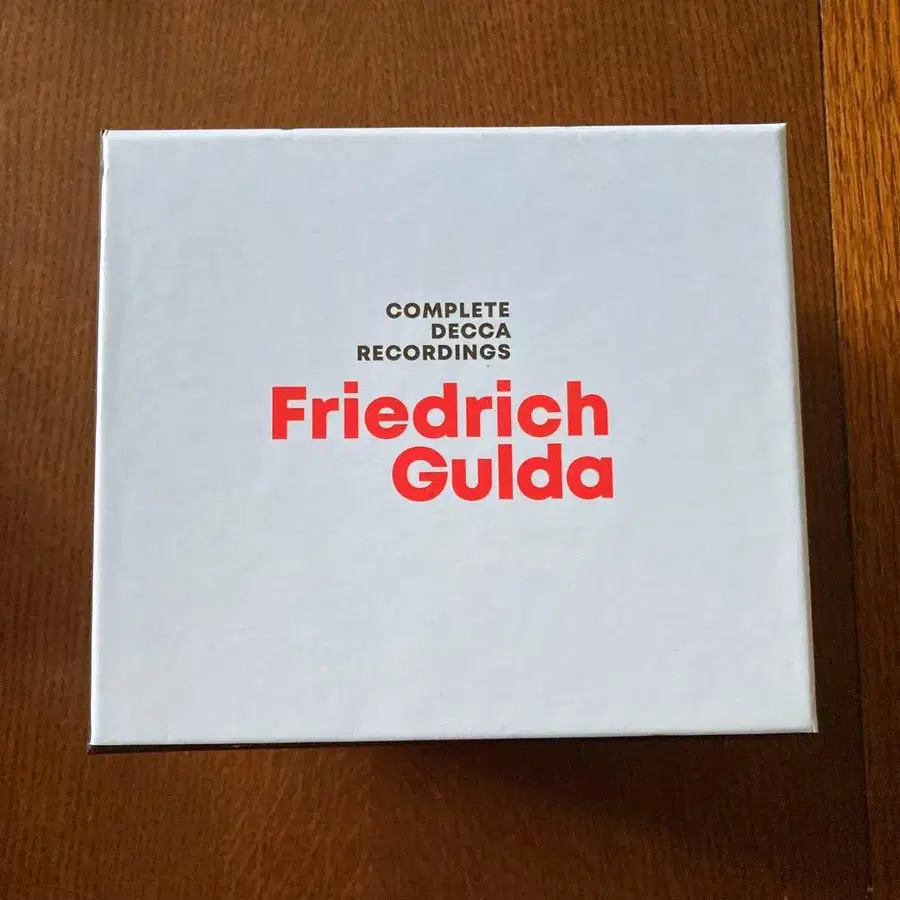 COMPLETE
DECCA
RECORDINGS
Friedrich
Gulda